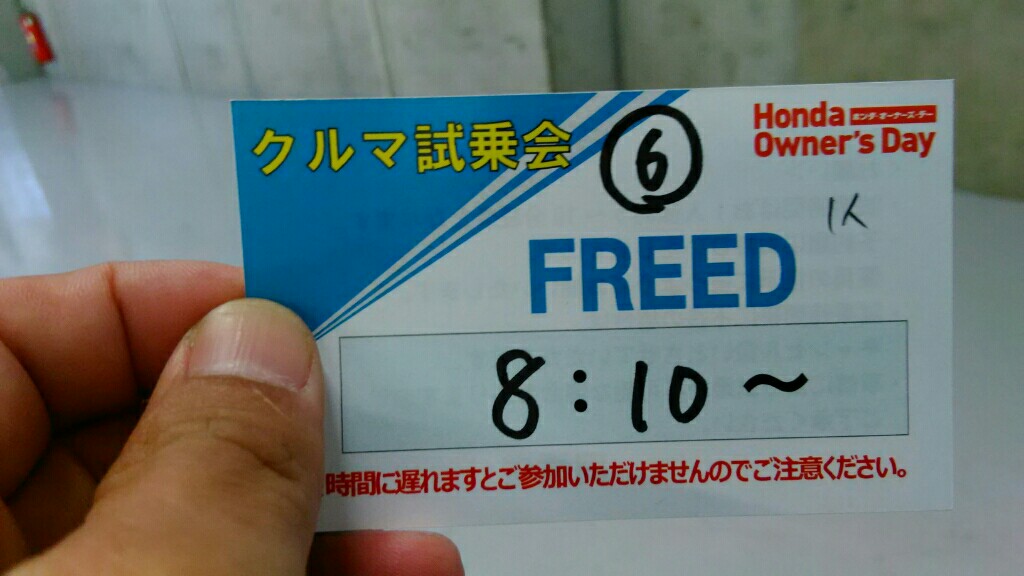 クルマ試乗会
⑥
Honda ホンダ・オーナーズ・デー
Owner's Day
1人
FREED
8:10～
時間に遅れますとご参加いただけませんのでご注意ください。